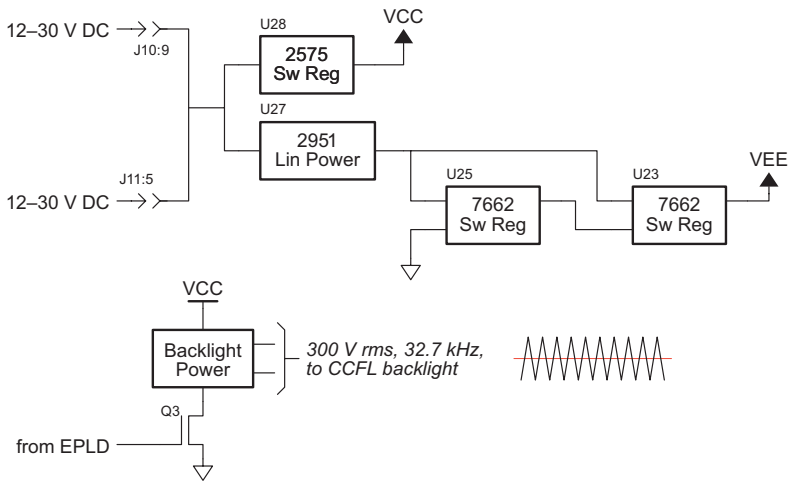 12–30 V DC
J10:9
U28
2575
Sw Reg
VCC
U27
2951
Lin Power
J11:5
12–30 V DC
U25
7662
Sw Reg
U23
7662
Sw Reg
VEE
VCC
Backlight
Power
300 V rms, 32.7 kHz,
to CCFL backlight
Q3
from EPLD